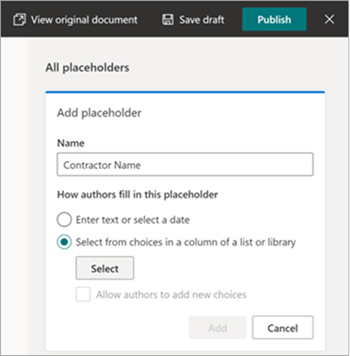 View original document Save draft Publish
All placeholders
Add placeholder
Name
Contractor Name
How authors fill in this placeholder
Enter text or select a date
Select from choices in a column of a list or library
Select
Allow authors to add new choices
Add Cancel